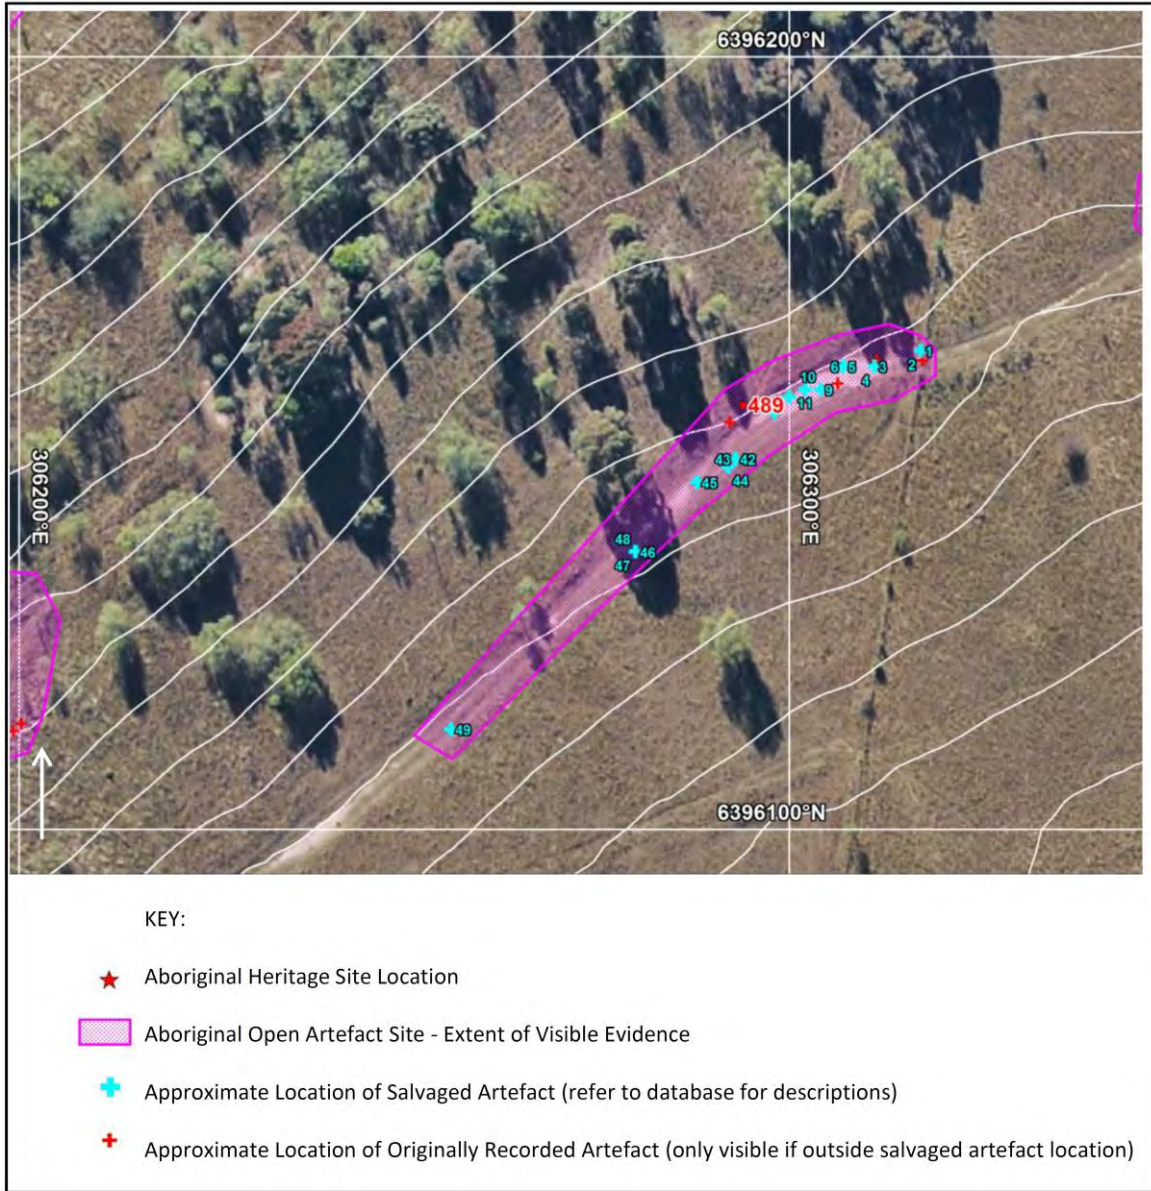 6396200°N
1
2
3
4
6 5
10
9
11
489
43 42
44
45
48
46
47
49
306200°E
306300°E
6396100°N
KEY:
Aboriginal Heritage Site Location
Aboriginal Open Artefact Site - Extent of Visible Evidence
Approximate Location of Salvaged Artefact (refer to database for descriptions)
Approximate Location of Originally Recorded Artefact (only visible if outside salvaged artefact location)